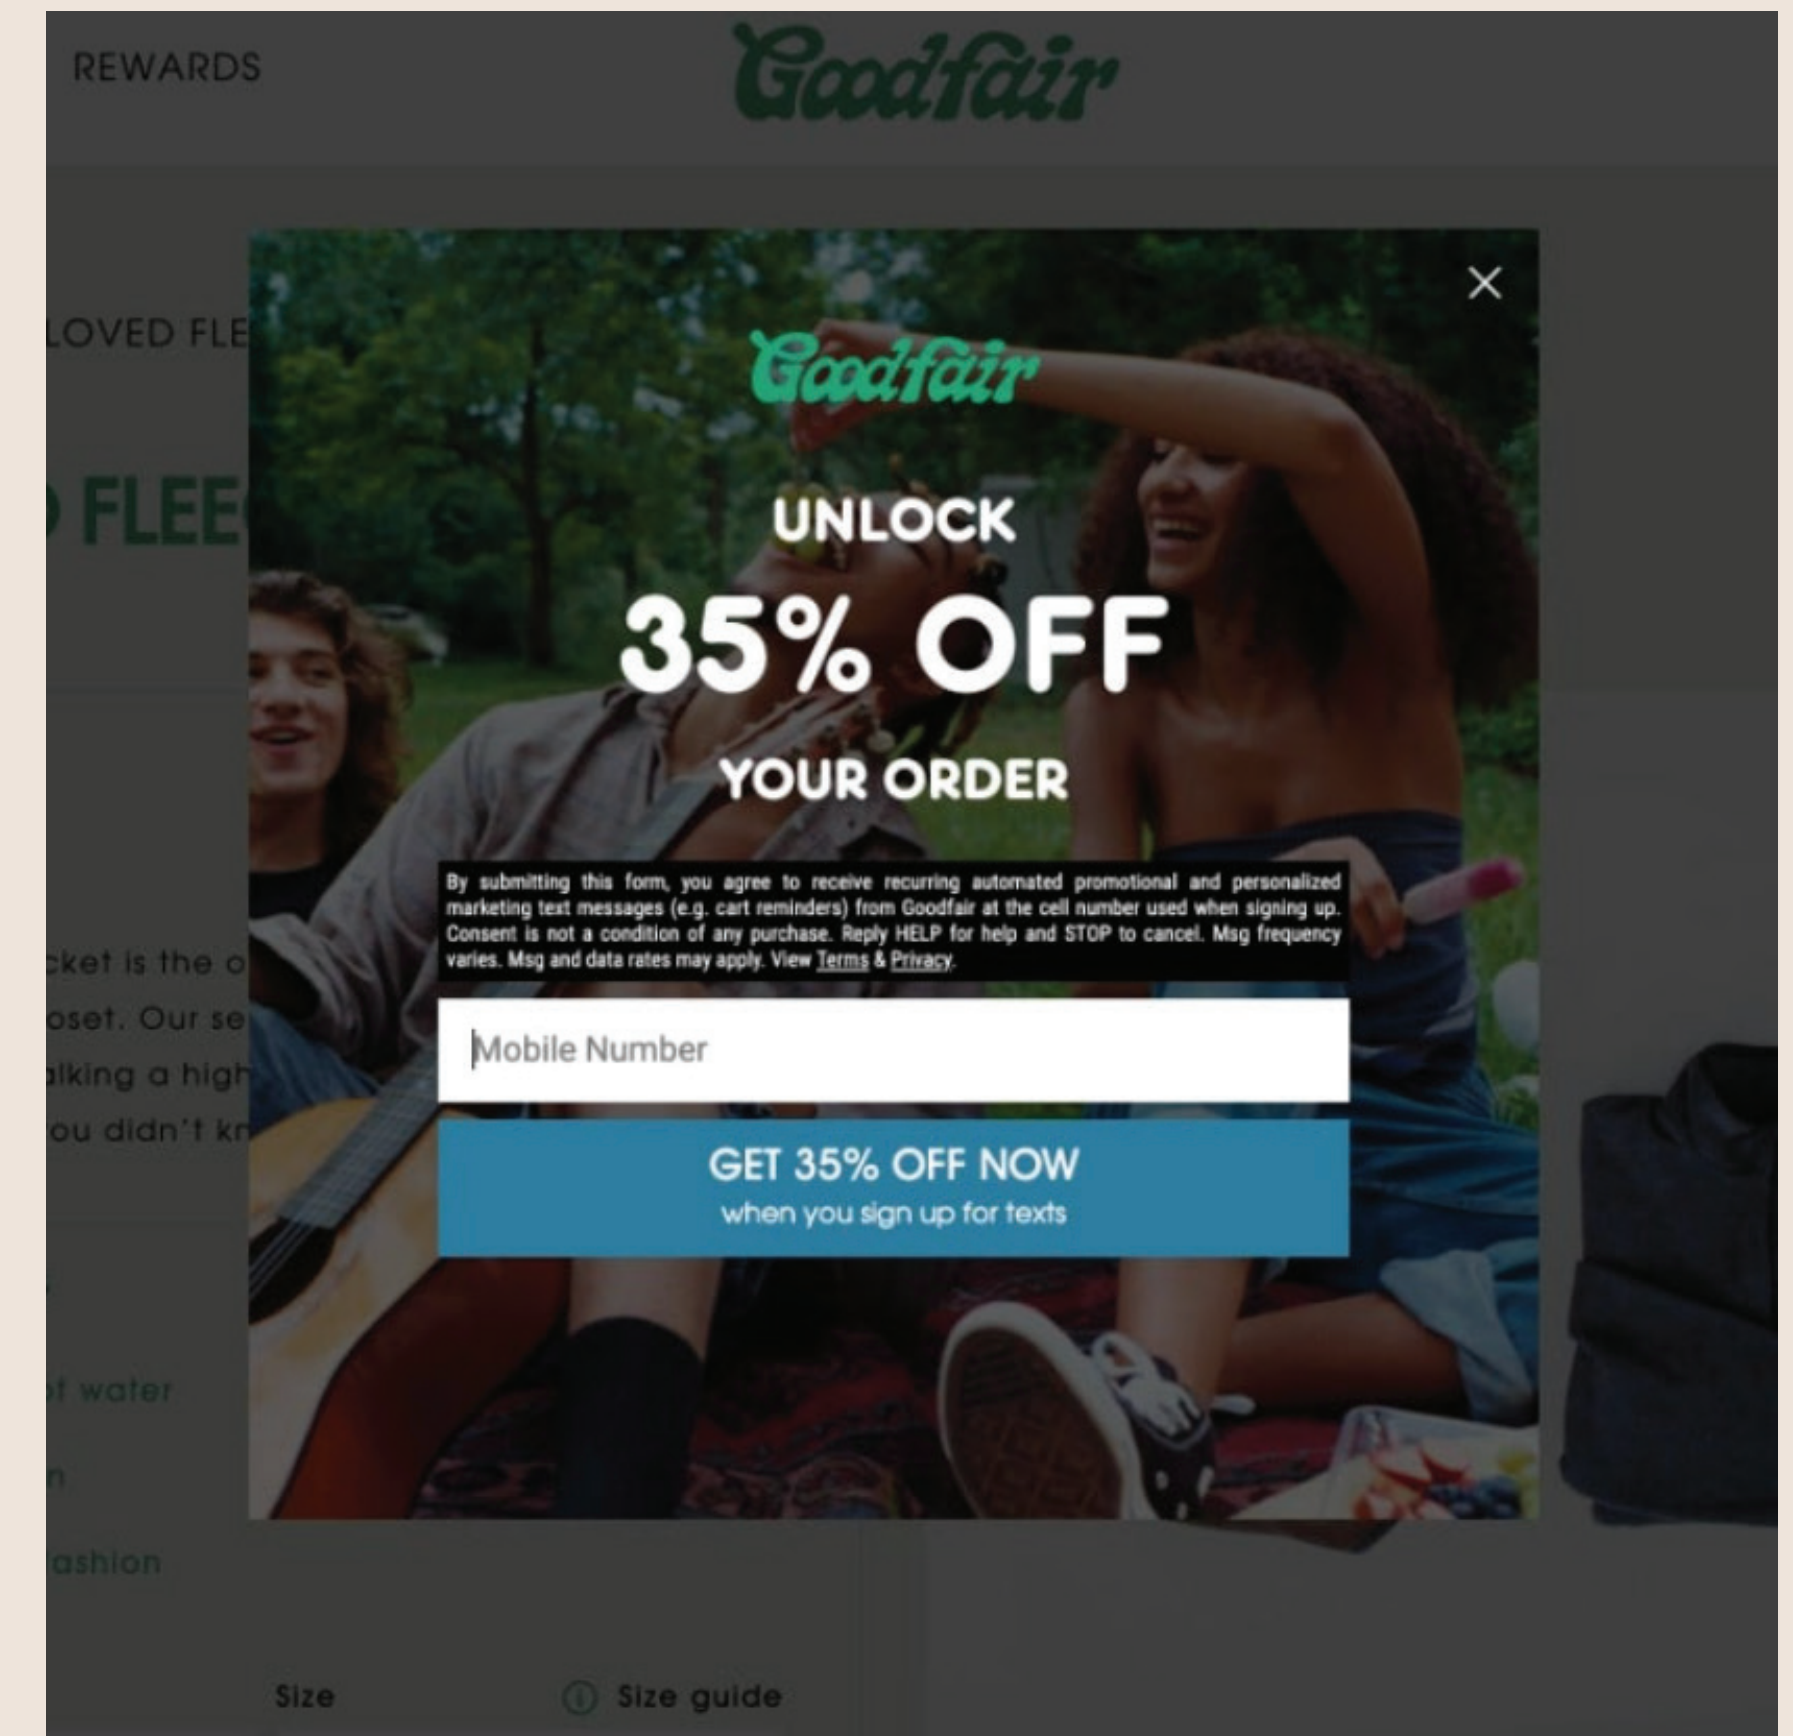 REWARDS
Goodfair
LOVED FLE
FLEE
Goodfair
UNLOCK
35% OFF
YOUR ORDER
By submitting this form, you agree to receive recurring automated promotional and personalized
marketing text messages (e.g. cart reminders) from Goodfair at the cell number used when signing up.
Consent is not a condition of any purchase. Reply HELP for help and STOP to cancel. Msg frequency
varies. Msg and data rates may apply. View Terms & Privacy.
Mobile Number
GET 35% OFF NOW
when you sign up for texts
cket is the o
oset. Our se
alking a high
ou didn't kn
of water
n
fashion
Size
Size guide